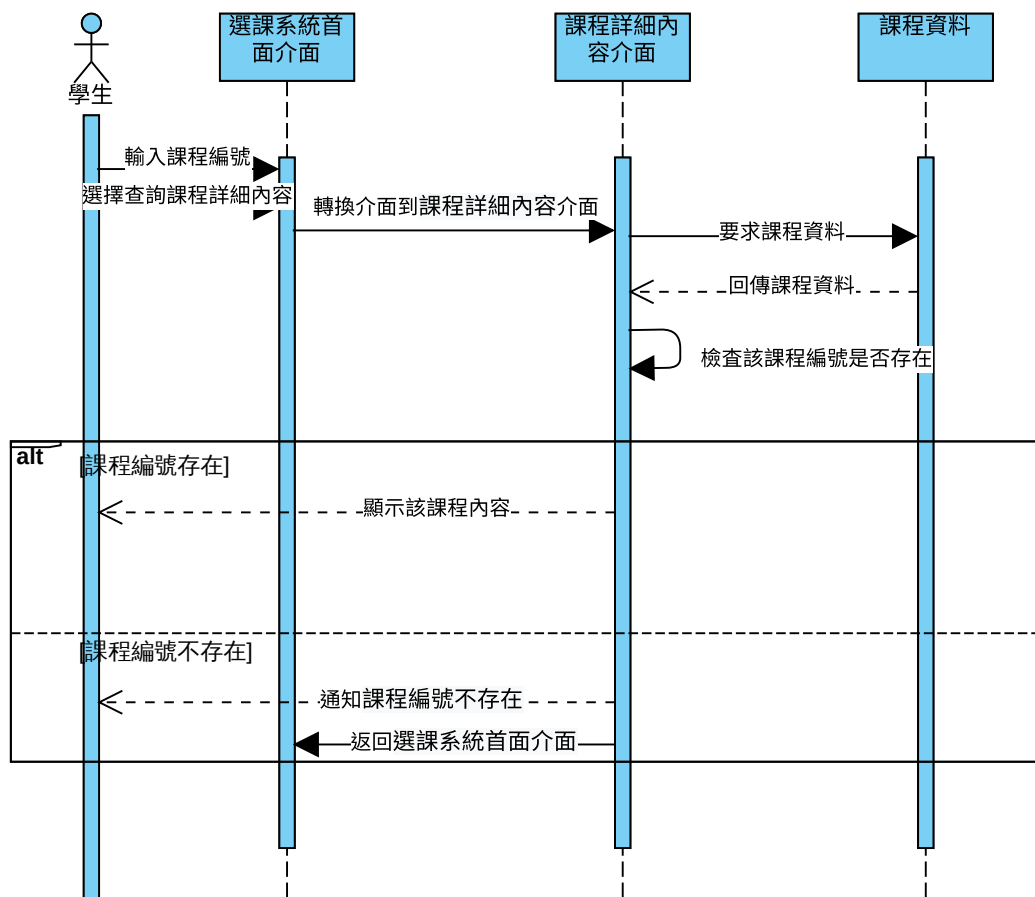 學生
選課系統首
面介面
課程詳細內
容介面
課程資料
輸入課程編號
選擇查詢課程詳細內容
轉換介面到課程詳細內容介面
要求課程資料
回傳課程資料
檢查該課程編號是否存在
alt
[課程編號存在]
顯示該課程內容
[課程編號不存在]
通知課程編號不存在
返回選課系統首面介面